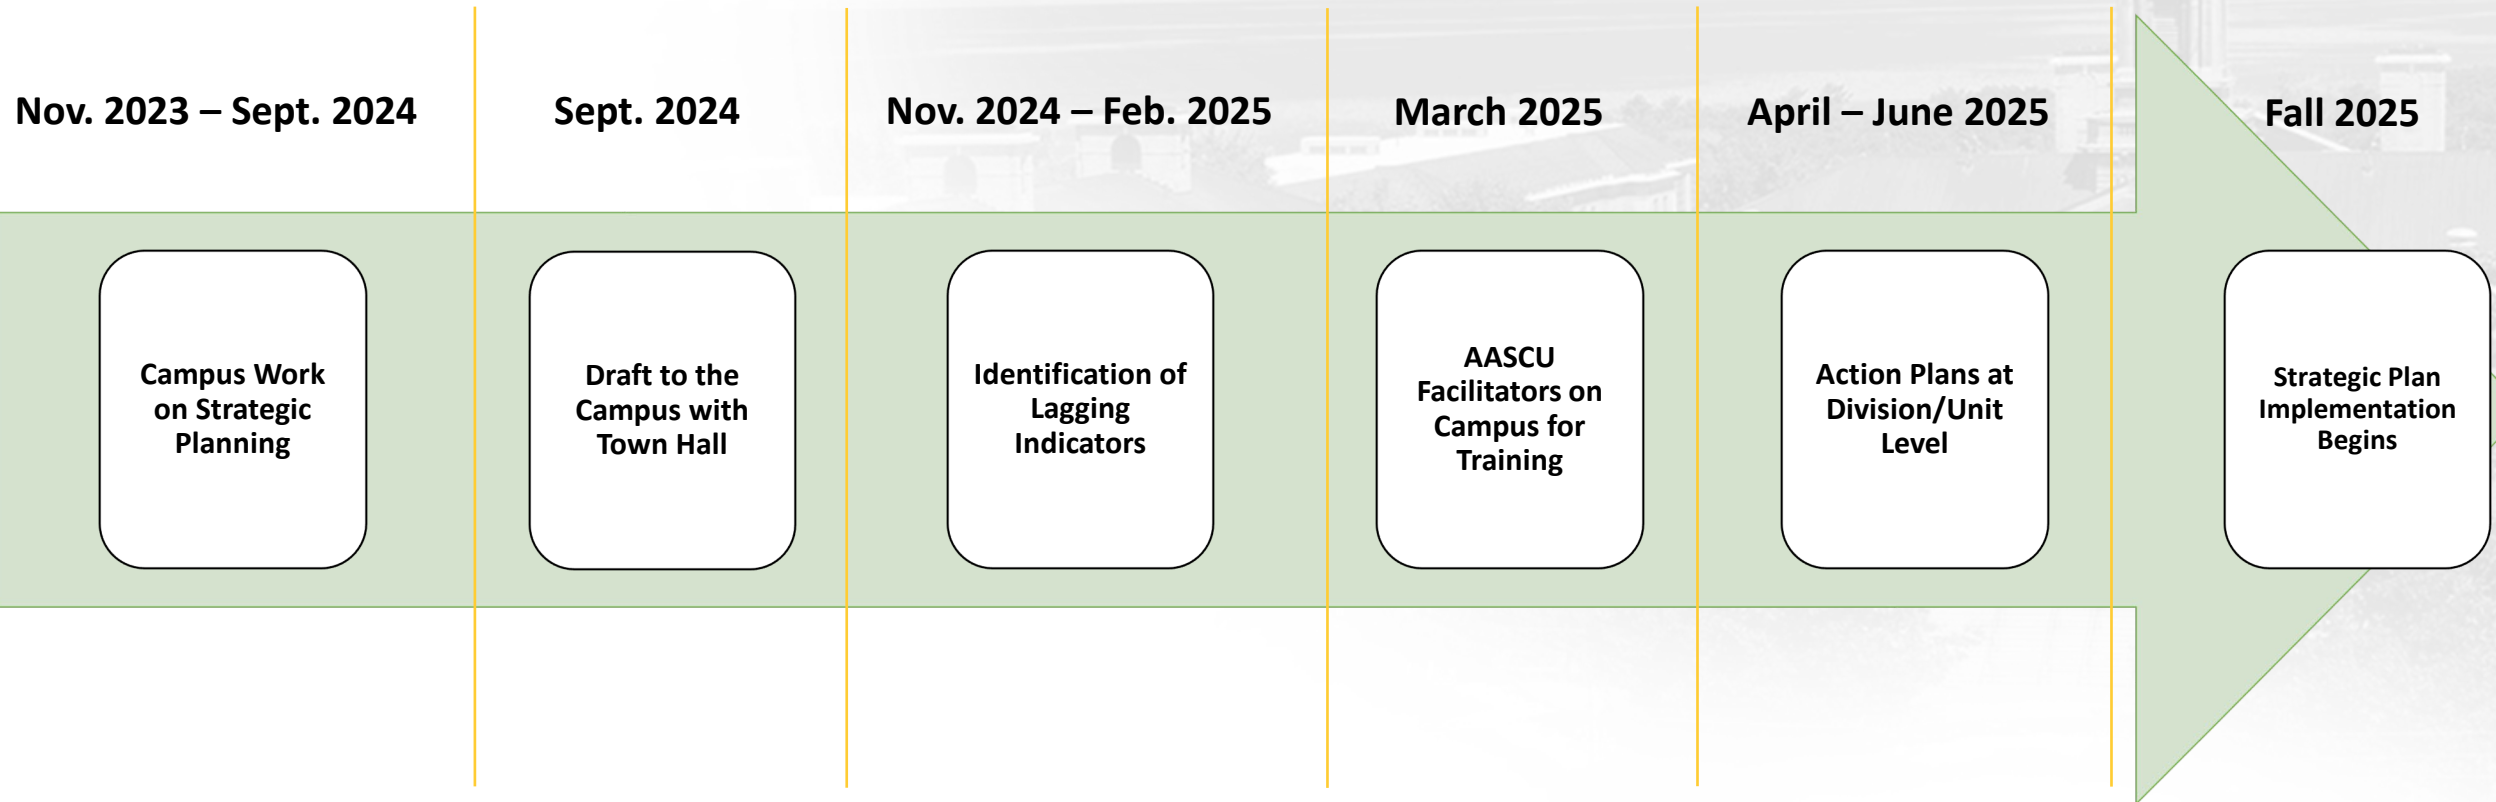 Nov. 2023 – Sept. 2024
Sept. 2024
Nov. 2024 – Feb. 2025
March 2025
April – June 2025
Fall 2025
Campus Work
on Strategic
Planning
Draft to the
Campus with
Town Hall
Identification of
Lagging
Indicators
AASCU
Facilitators on
Campus for
Training
Action Plans at
Division/Unit
Level
Strategic Plan
Implementation
Begins